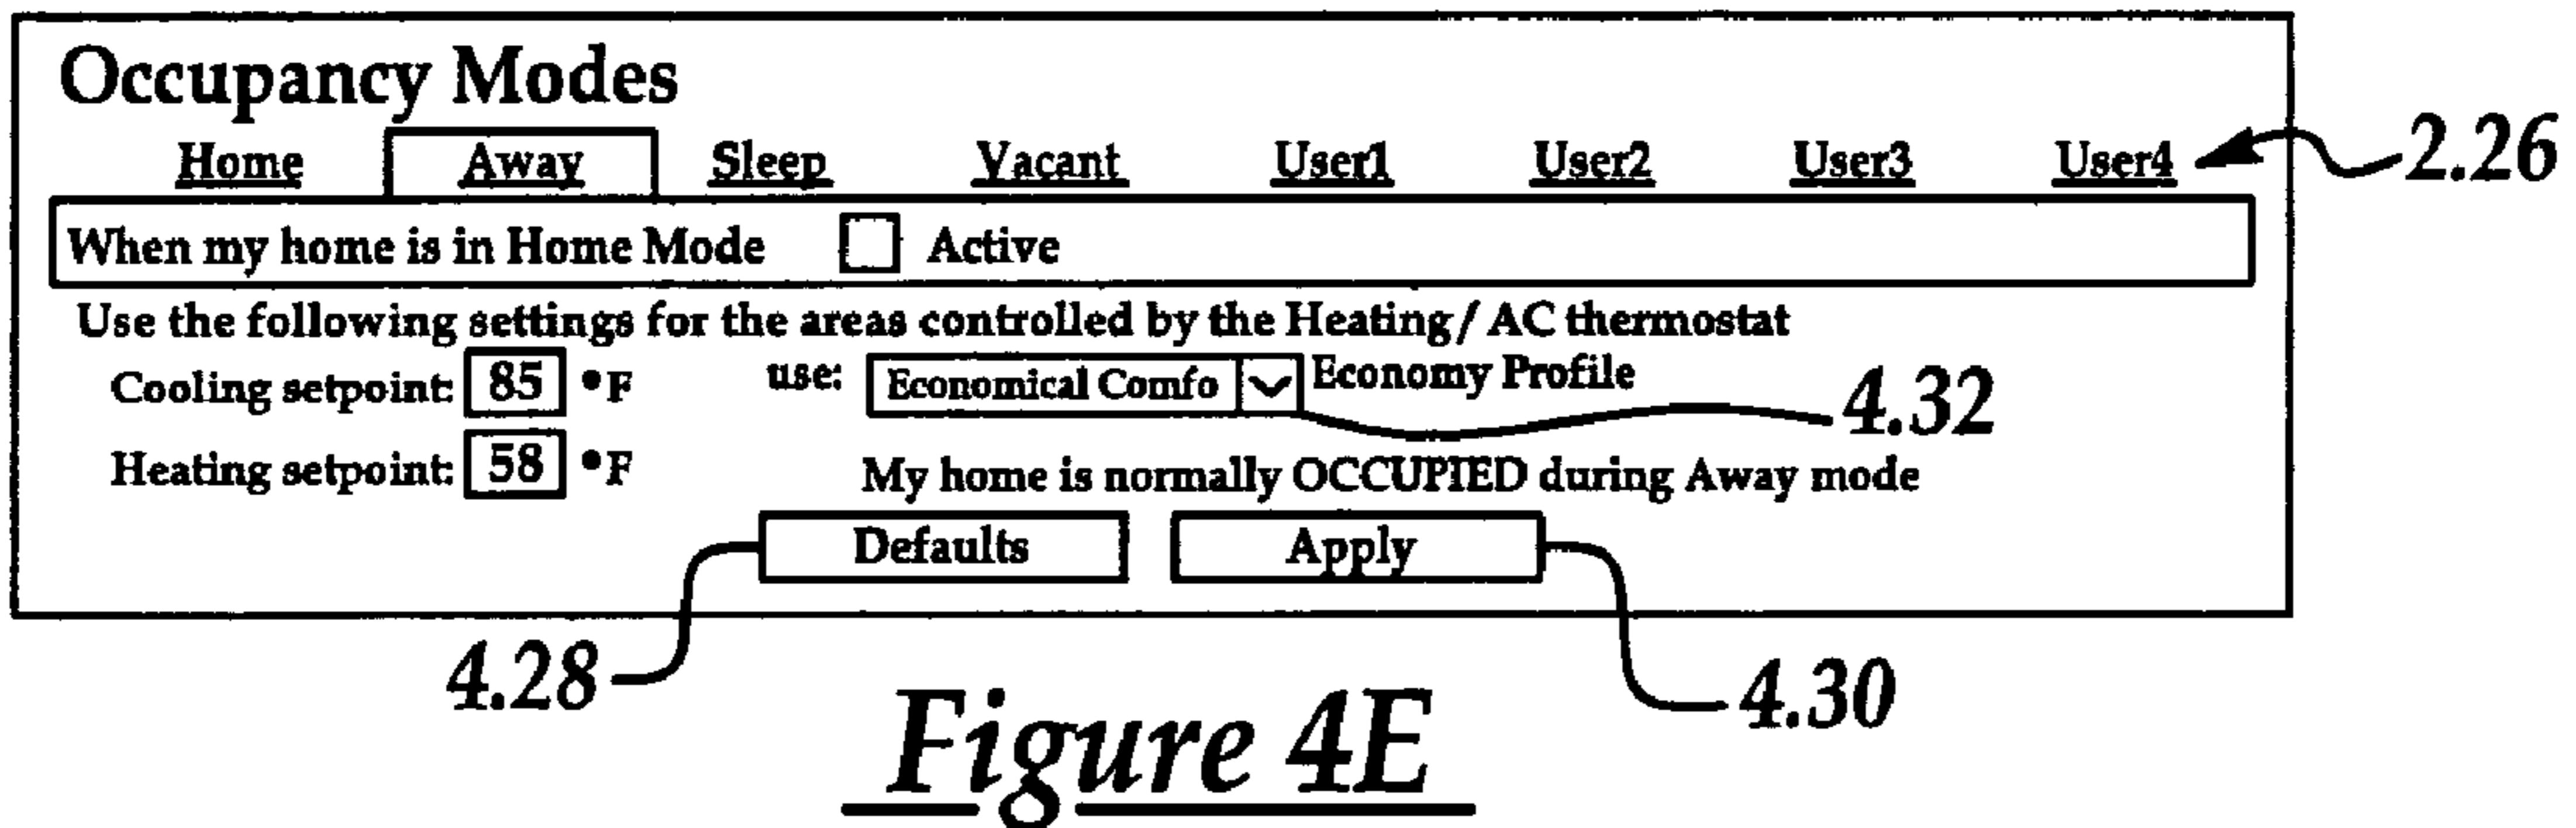 Occupancy Modes
Home Away Sleep Vacant User1 User2 User3 User4 2.26
When my home is in Home Mode Active
Use the following settings for the areas controlled by the Heating/AC thermostat
Cooling setpoint: 85 °F use: Economical Comfo Economy Profile 4.32
Heating setpoint: 58 °F My home is normally OCCUPIED during Away mode
Defaults Apply
4.28 4.30
Figure 4E